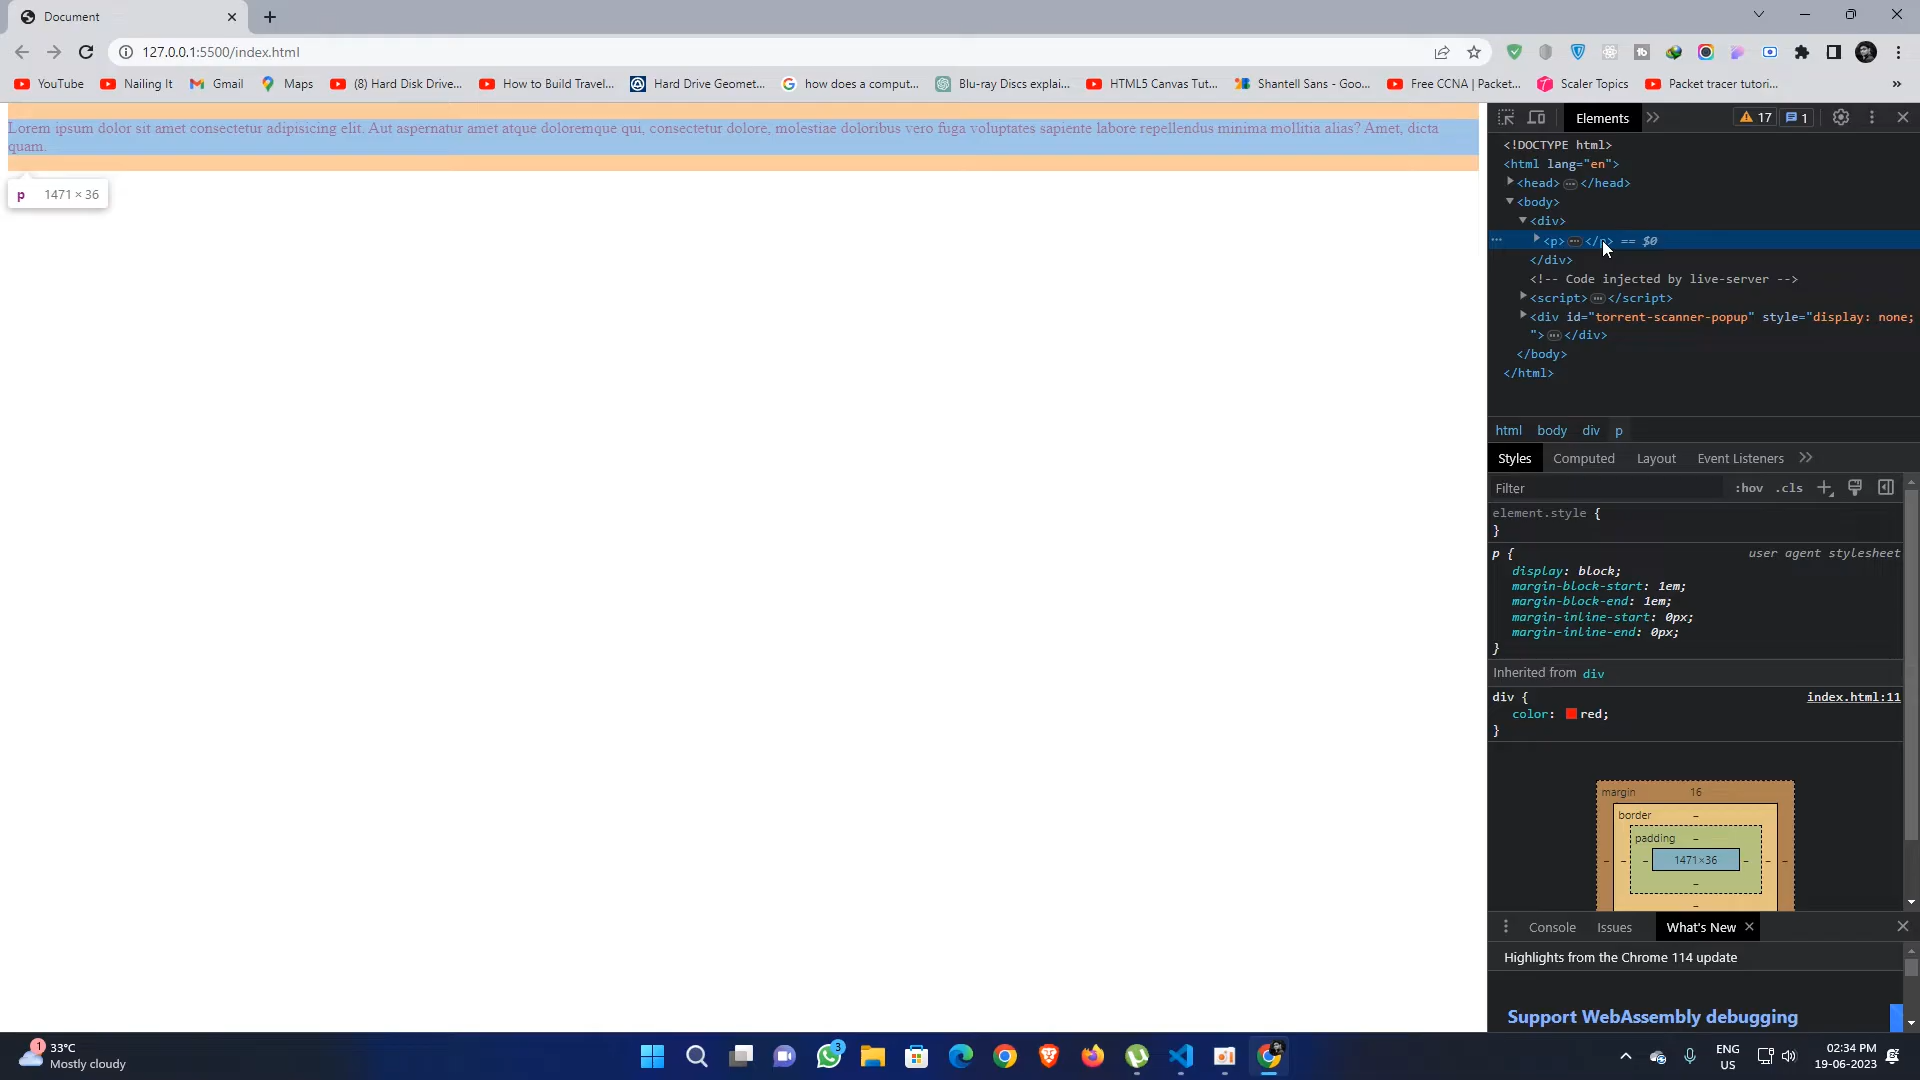 Document
127.0.0.1:5500/index.html
YouTube Nailing It Gmail Maps (8) Hard Disk Drive... How to Build Travel... Hard Drive Geomet... how does a comput... Blu-ray Discs explai... HTML5 Canvas Tut... Shantell Sans - Goo... Free CCNA | Packet... Scaler Topics Packet tracer tutori... »
Lorem ipsum dolor sit amet consectetur adipisicing elit. Aut aspernatur amet atque doloremque qui, consectetur dolore, molestiae doloribus vero fuga voluptates sapiente labore repellendus minima mollitia alias? Amet, dicta
quam.
p 1471 × 36
Elements » 17 1
<!DOCTYPE html>
<html lang="en">
<head> … </head>
<body>
<div>
<p> … </p> == $0
</div>
<!-- Code injected by live-server -->
<script> … </script>
<div id="torrent-scanner-popup" style="display: none;
"> … </div>
</body>
</html>
html body div p
Styles Computed Layout Event Listeners »
Filter :hov .cls
element.style {
}
p { user agent stylesheet
display: block;
margin-block-start: 1em;
margin-block-end: 1em;
margin-inline-start: 0px;
margin-inline-end: 0px;
}
Inherited from div
div { index.html:11
color: red;
}
margin 16
border –
padding –
– – – 1471×36 – – –
–
–
Console Issues What's New
Highlights from the Chrome 114 update
Support WebAssembly debugging
1 33°C
Mostly cloudy
3
ENG
US
02:34 PM
19-06-2023